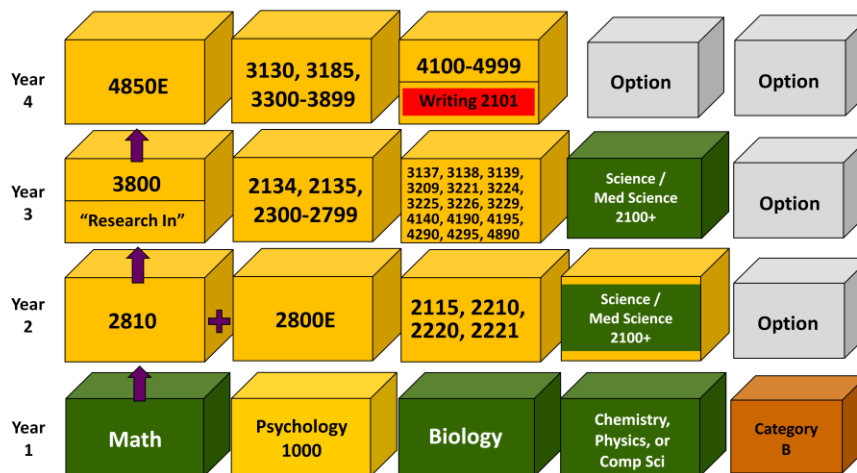 Year
4
4850E
3130, 3185,
3300-3899
4100-4999
Writing 2101
Option
Option
Year
3
3800
"Research In"
2134, 2135,
2300-2799
3137, 3138, 3139,
3209, 3221, 3224,
3225, 3226, 3229,
4140, 4190, 4195,
4290, 4295, 4890
Science /
Med Science
2100+
Option
Year
2
2810
2800E
2115, 2210,
2220, 2221
Science /
Med Science
2100+
Option
Year
1
Math
Psychology
1000
Biology
Chemistry,
Physics, or
Comp Sci
Category
B